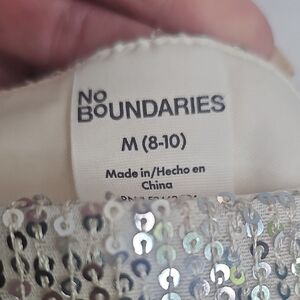 No
BOUNDARIES
M (8-10)
Made in/Hecho en
China